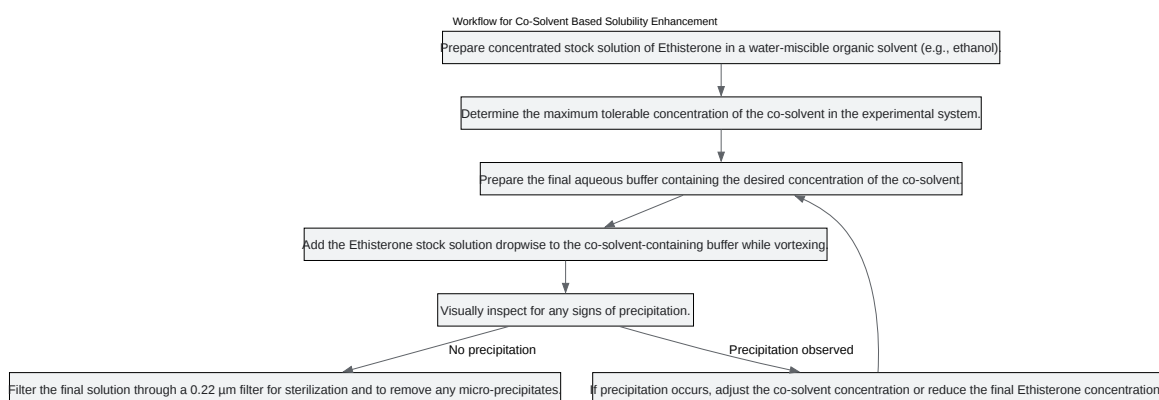 Workflow for Co-Solvent Based Solubility Enhancement
Prepare concentrated stock solution of Ethisterone in a water-miscible organic solvent (e.g., ethanol).
Determine the maximum tolerable concentration of the co-solvent in the experimental system.
Prepare the final aqueous buffer containing the desired concentration of the co-solvent.
Add the Ethisterone stock solution dropwise to the co-solvent-containing buffer while vortexing.
Visually inspect for any signs of precipitation.
No precipitation
Precipitation observed
Filter the final solution through a 0.22 µm filter for sterilization and to remove any micro-precipitates.
If precipitation occurs, adjust the co-solvent concentration or reduce the final Ethisterone concentration